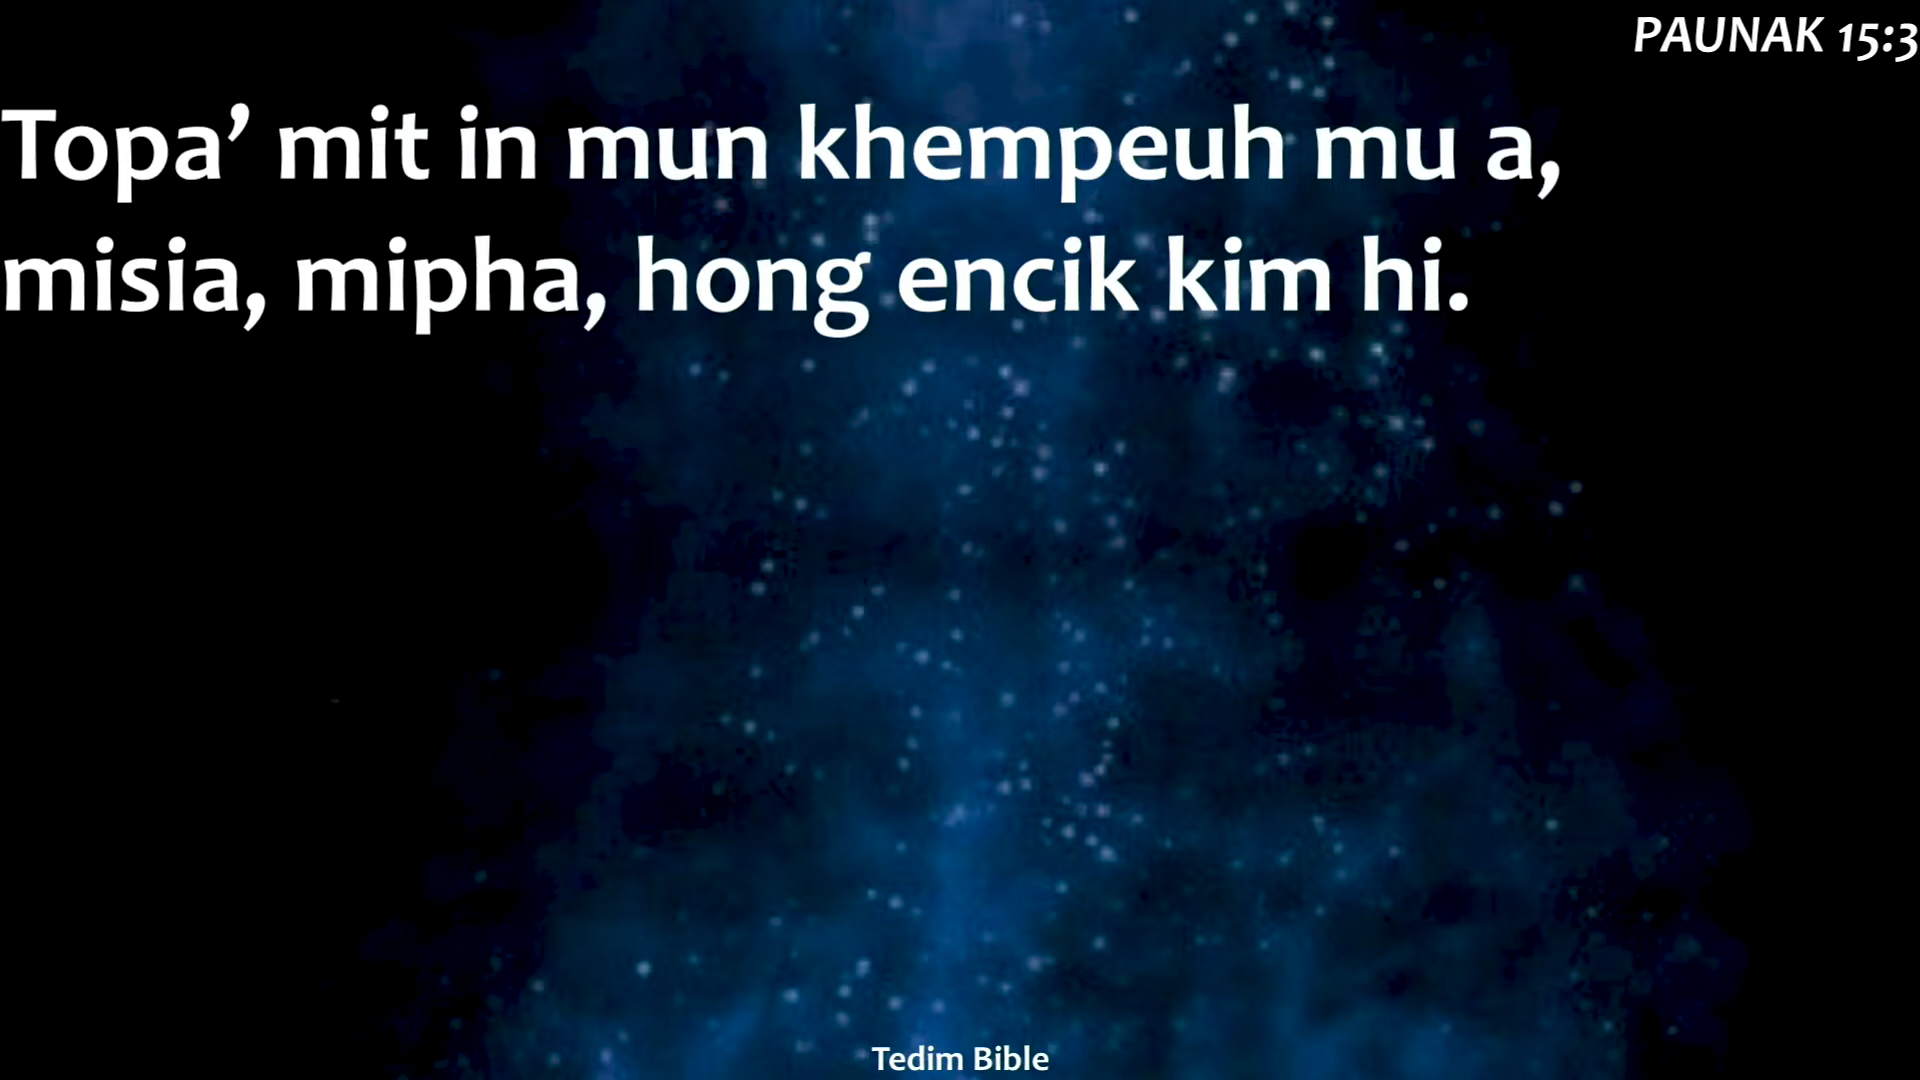 PAUNAK 15:3
Topa’ mit in mun khempeuh mu a,
misia, mipha, hong encik kim hi.
Tedim Bible